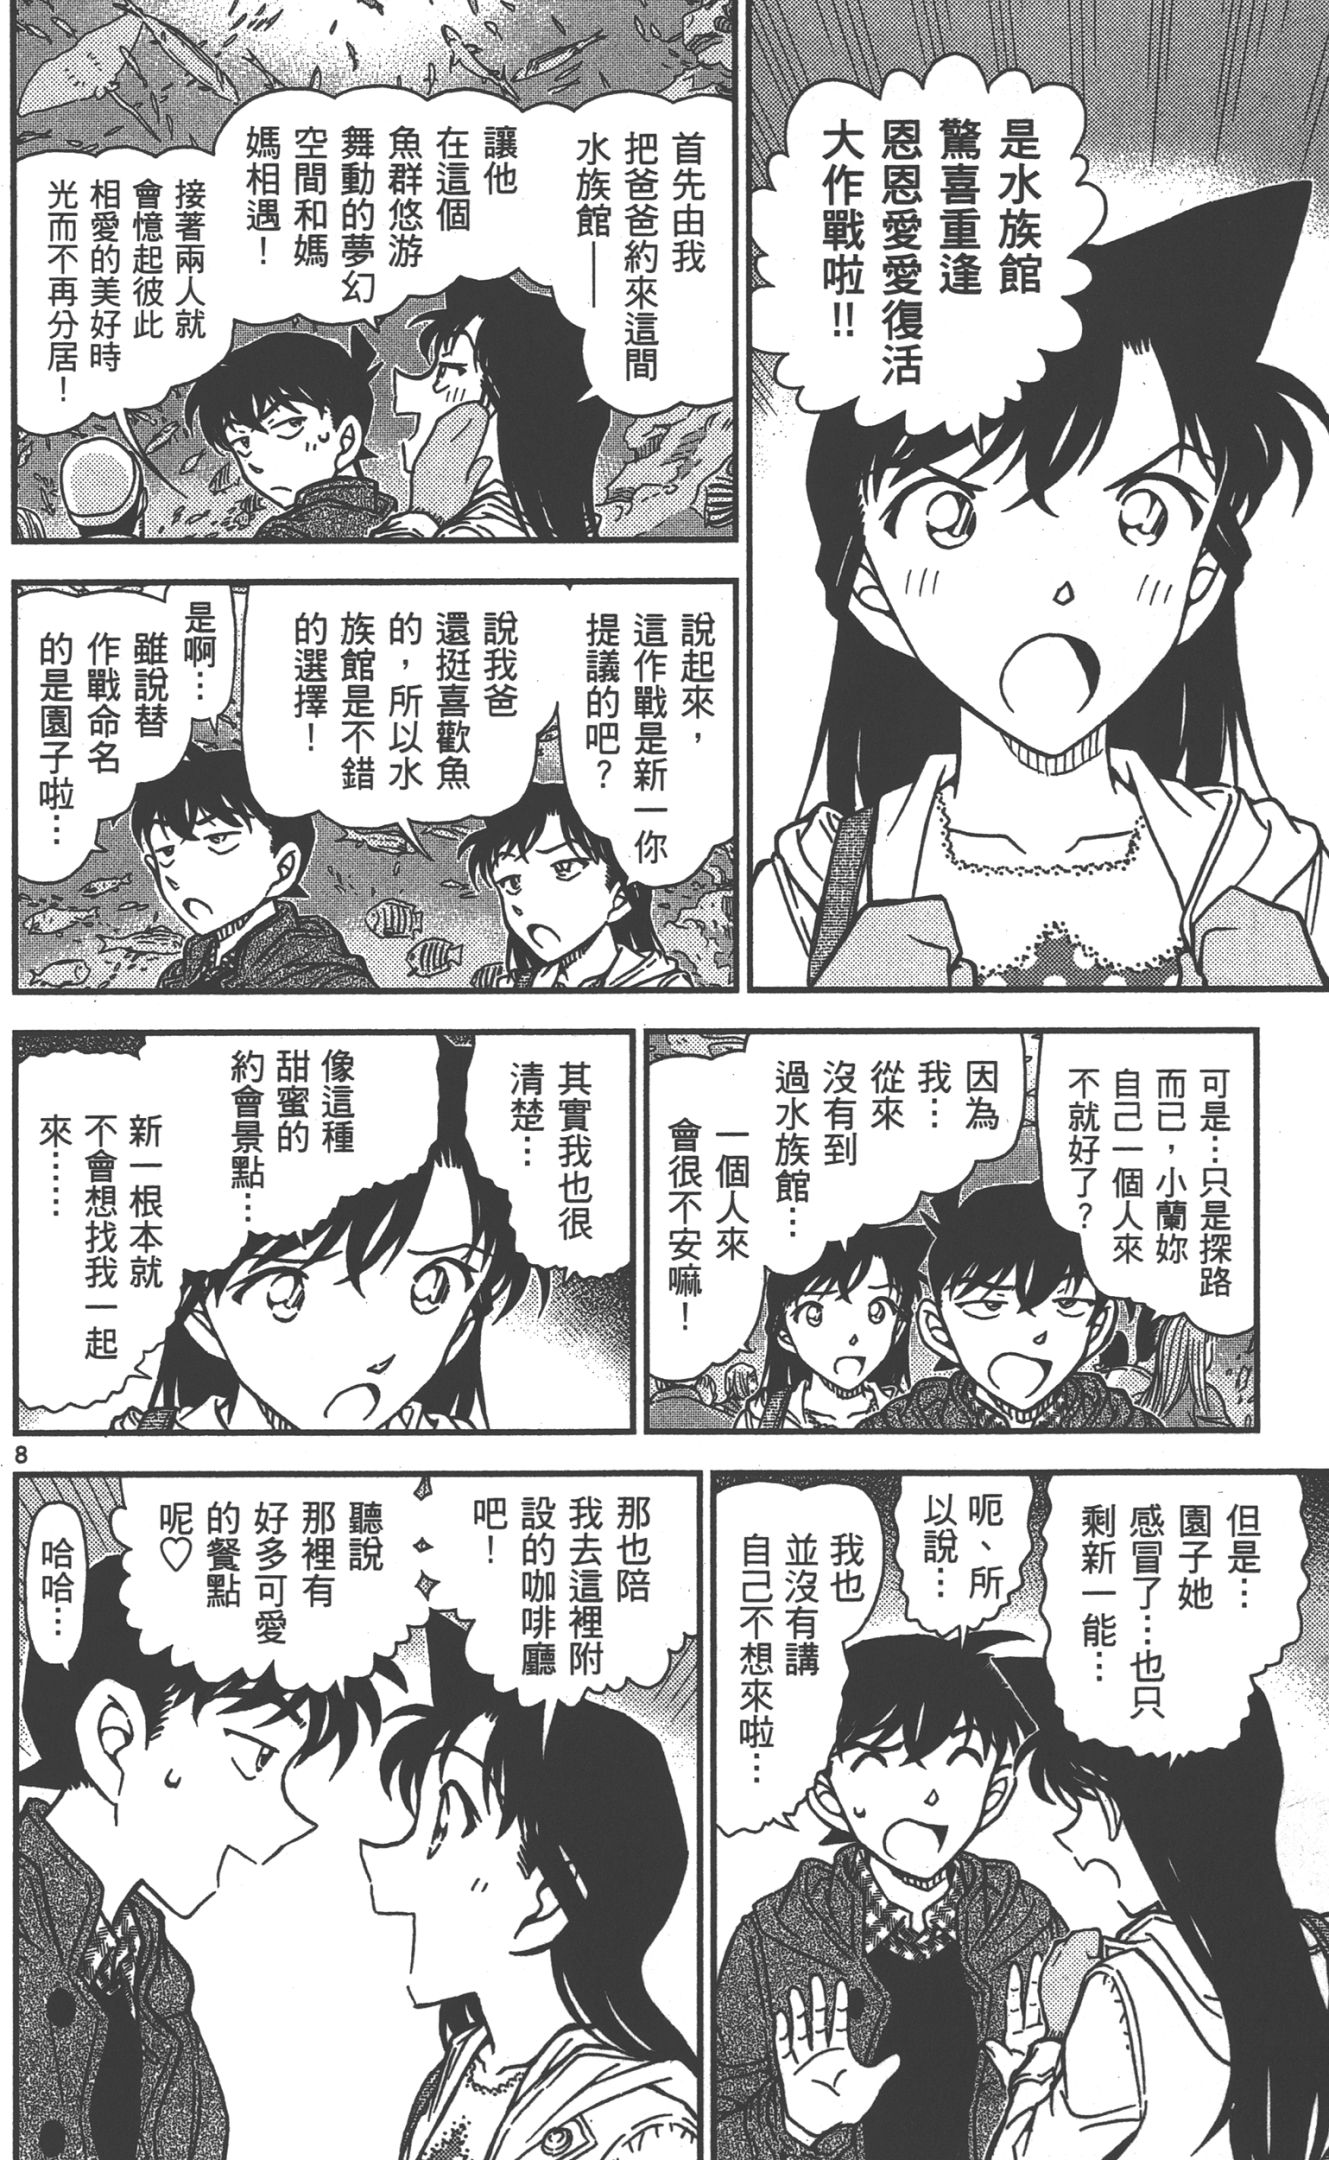 是水族館
驚喜重逢
恩恩愛愛復活
大作戰啦!!
首先由我
把爸爸約來這間
水族館——
讓他
在這個
魚群悠游
舞動的夢幻
空間和媽
媽相遇！
接著兩人就
會憶起彼此
相愛的美好時
光而不再分居！
說起來，
這作戰是新一你
提議的吧？
說我爸
還挺喜歡魚
的，所以水
族館是不錯
的選擇！
是啊…
雖說替
作戰命名
的是園子啦…
可是…只是探路
而已，小蘭妳
自己一個人來
不就好了？
因為
我…
從來
沒有到
過水族館…
一個人來
會很不安嘛！
其實我也很
清楚…
像這種
甜蜜的
約會景點…
新一根本就
不會想找我一起
來……
但是…
園子她
感冒了…也只
剩新一能…
呃、所
以說…
我也
並沒有講
自己不想來啦…
那也陪
我去這裡附
設的咖啡廳
吧！
聽說
那裡有
好多可愛
的餐點
呢♡
哈哈…
8